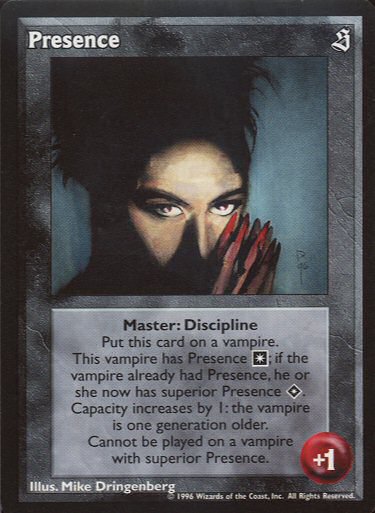 Presence
Master: Discipline
Put this card on a vampire.
This vampire has Presence ; if the
vampire already had Presence, he or
she now has superior Presence .
Capacity increases by 1: the vampire
is one generation older.
Cannot be played on a vampire
with superior Presence.
+1
Illus. Mike Dringenberg
© 1996 Wizards of the Coast, Inc. All Rights Reserved.